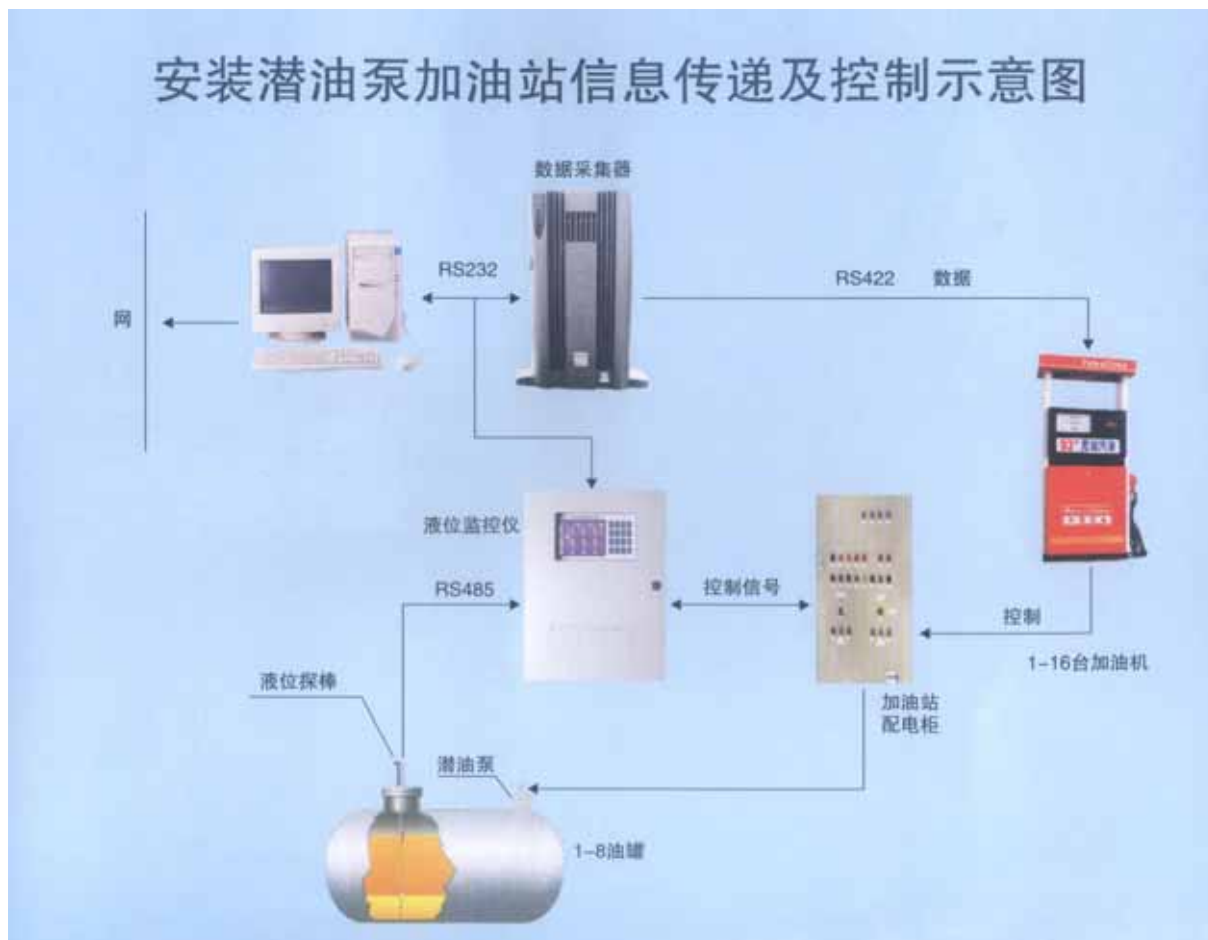 安装潜油泵加油站信息传递及控制示意图
数据采集器
RS232
RS422 数据
网
液位监控仪
RS485
控制信号
控制
1-16台加油机
液位探棒
加油站
配电柜
潜油泵
1-8油罐